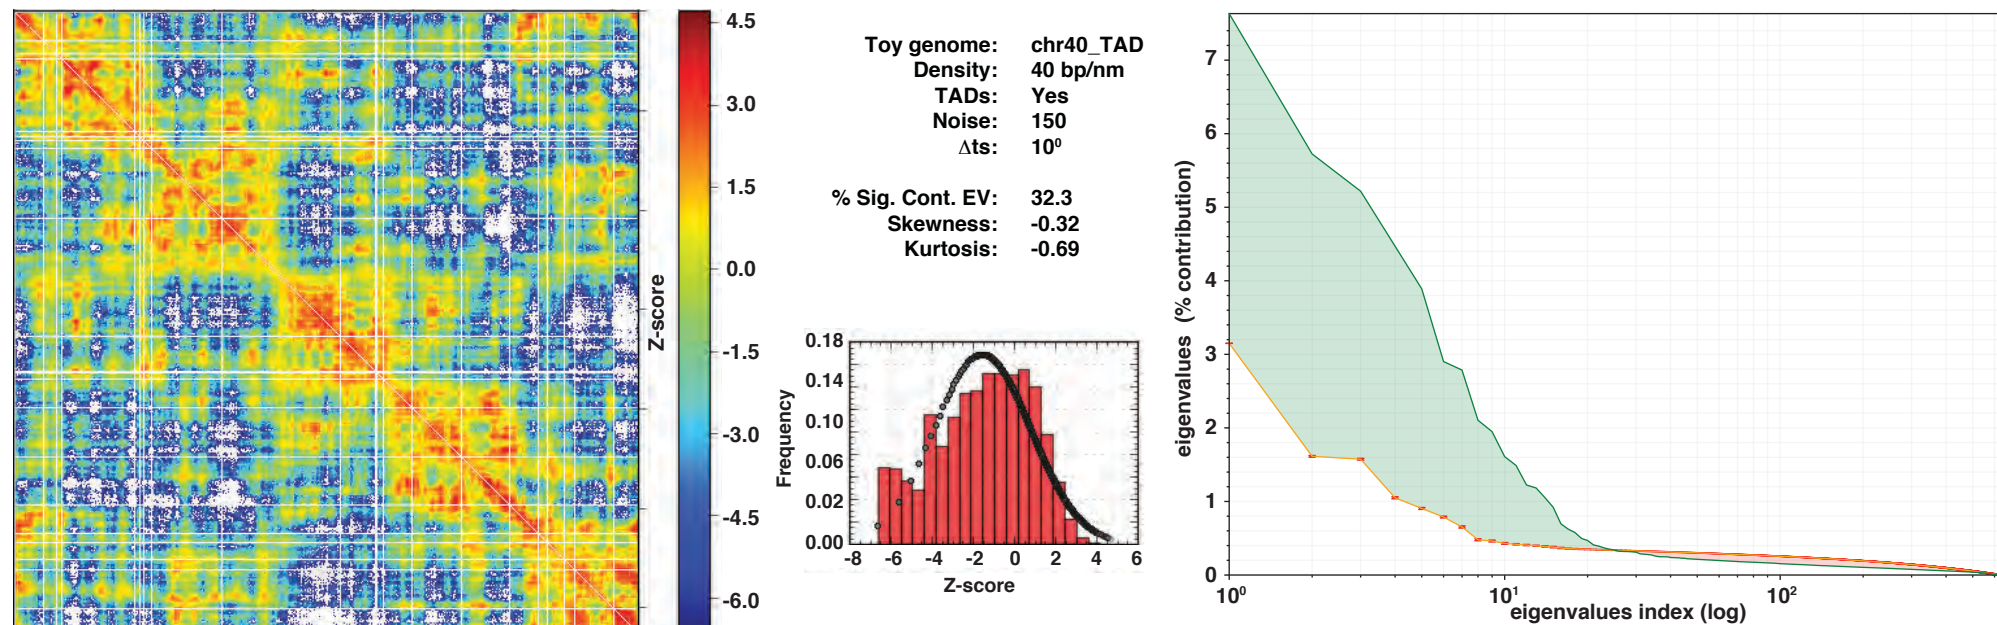 4.5
3.0
1.5
0.0
-1.5
-3.0
-4.5
-6.0
Z-score
Toy genome: chr40_TAD
Density: 40 bp/nm
TADs: Yes
Noise: 150
Δts: 10⁰
% Sig. Cont. EV: 32.3
Skewness: -0.32
Kurtosis: -0.69
Frequency
0.18
0.14
0.10
0.06
0.02
0.00
-8 -6 -4 -2 0 2 4 6
Z-score
eigenvalues (% contribution)
7
6
5
4
3
2
1
0
10⁰ 10¹ 10²
eigenvalues index (log)